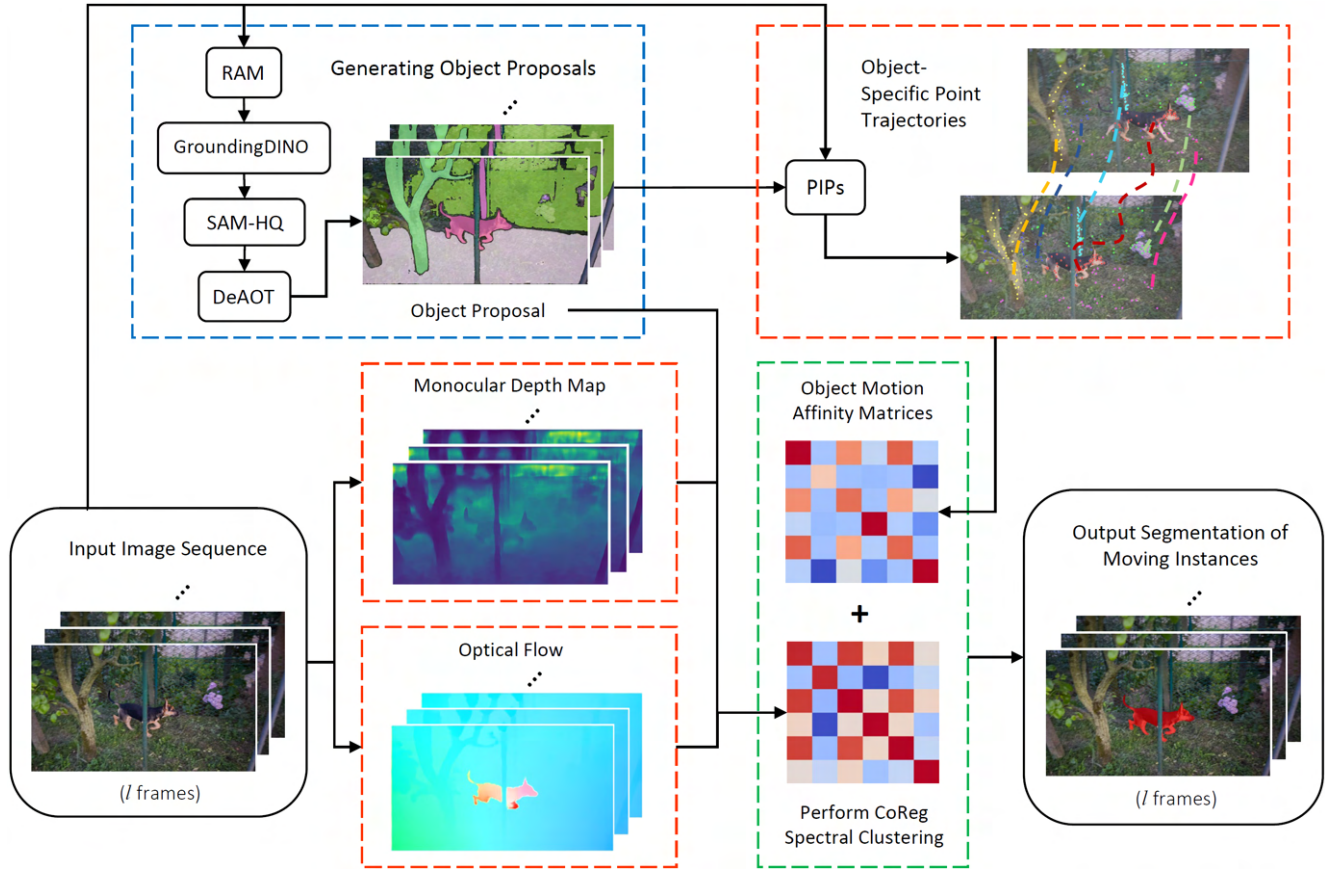 RAM
Generating Object Proposals
GroundingDINO
SAM-HQ
DeAOT
Object Proposal
Object-
Specific Point
Trajectories
PIPs
Monocular Depth Map
Optical Flow
Input Image Sequence
(l frames)
Object Motion
Affinity Matrices
+
Perform CoReg
Spectral Clustering
Output Segmentation of
Moving Instances
(l frames)